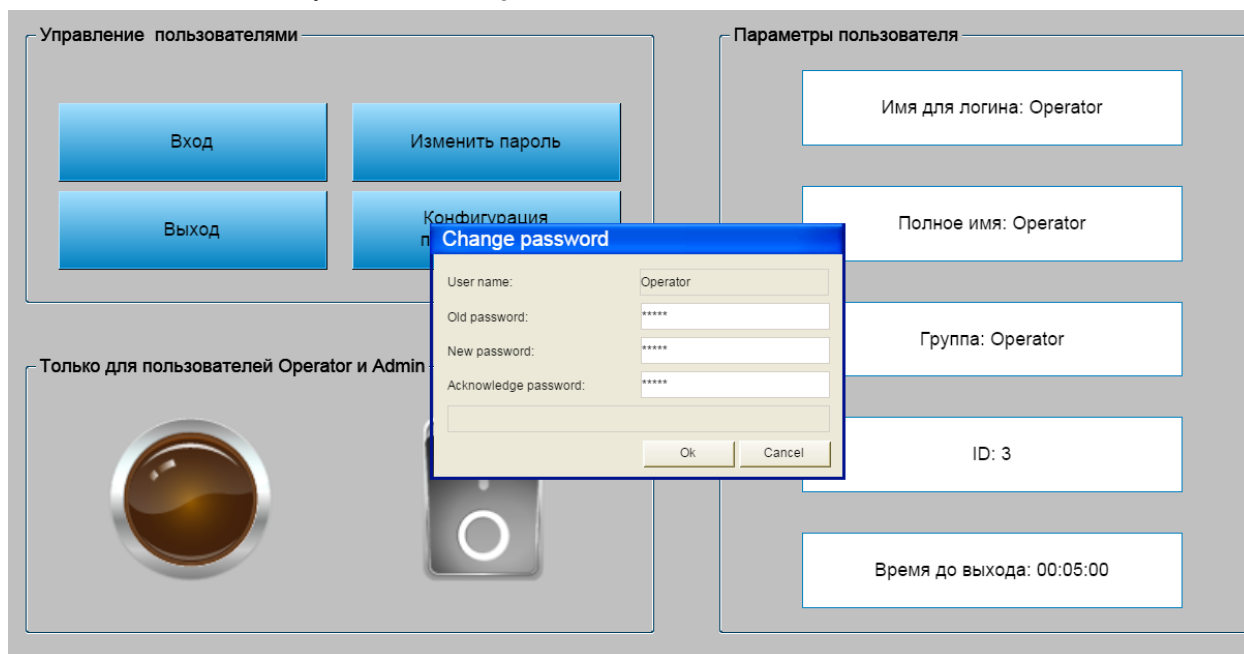 Управление пользователями
Вход
Изменить пароль
Выход
Конфигурация
Change password
User name:
Operator
Old password:
*****
New password:
*****
Acknowledge password:
*****
Ok
Cancel
Только для пользователей Operator и Admin
Параметры пользователя
Имя для логина: Operator
Полное имя: Operator
Группа: Operator
ID: 3
Время до выхода: 00:05:00